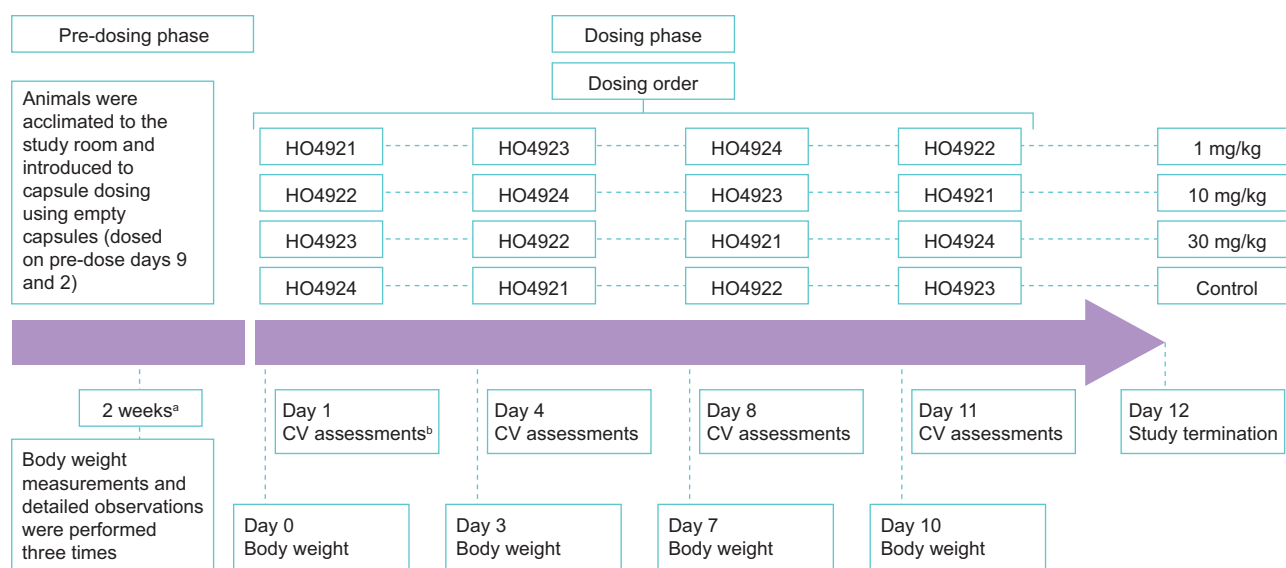 Pre-dosing phase
Dosing phase
Dosing order
Animals were
acclimated to the
study room and
introduced to
capsule dosing
using empty
capsules (dosed
on pre-dose days 9
and 2)
HO4921 HO4923 HO4924 HO4922 1 mg/kg
HO4922 HO4924 HO4923 HO4921 10 mg/kg
HO4923 HO4922 HO4921 HO4924 30 mg/kg
HO4924 HO4921 HO4922 HO4923 Control
2 weeksᵃ
Body weight
measurements and
detailed observations
were performed
three times
Day 1
CV assessmentsᵇ
Day 4
CV assessments
Day 8
CV assessments
Day 11
CV assessments
Day 12
Study termination
Day 0
Body weight
Day 3
Body weight
Day 7
Body weight
Day 10
Body weight